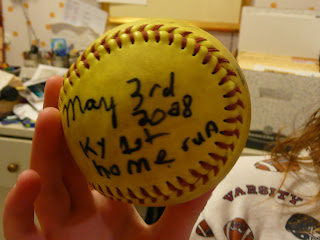 May 3rd
2008
Ky 1st
home run
VARSITY